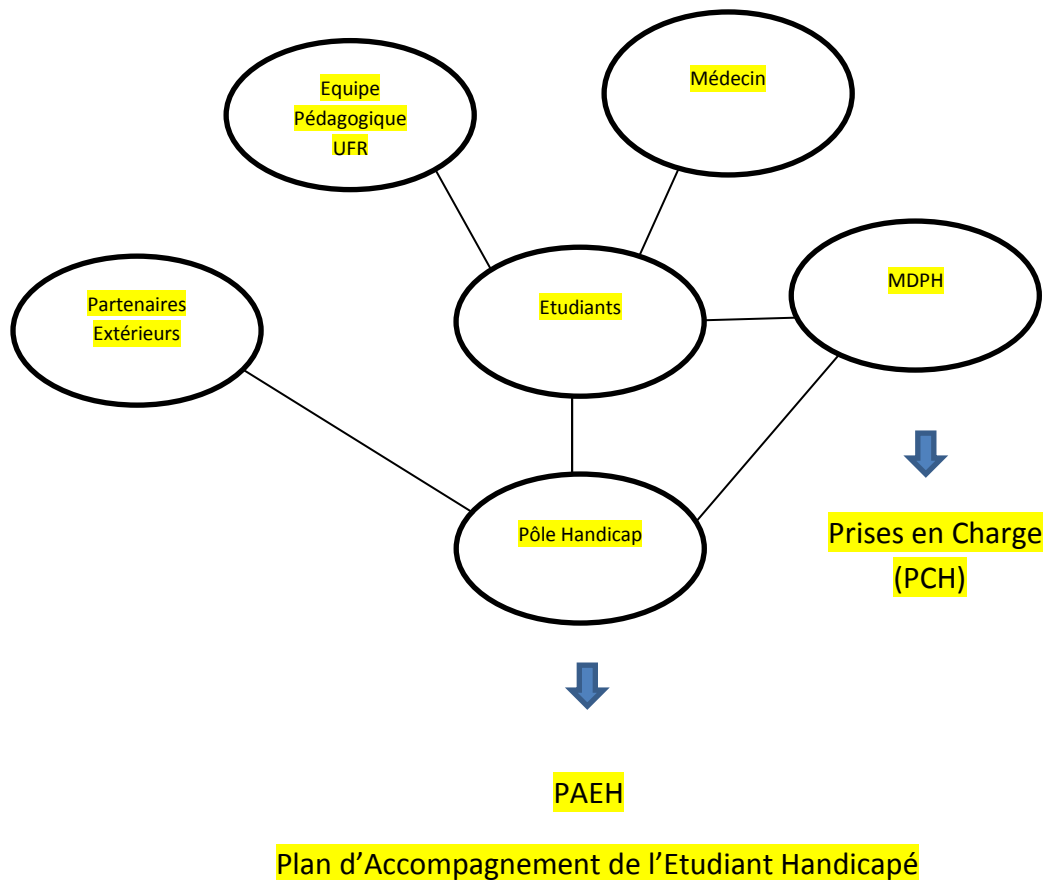 Equipe
Pédagogique
UFR
Médecin
Partenaires
Extérieurs
Etudiants
MDPH
Pôle Handicap
Prises en Charge
(PCH)
PAEH
Plan d’Accompagnement de l’Etudiant Handicapé